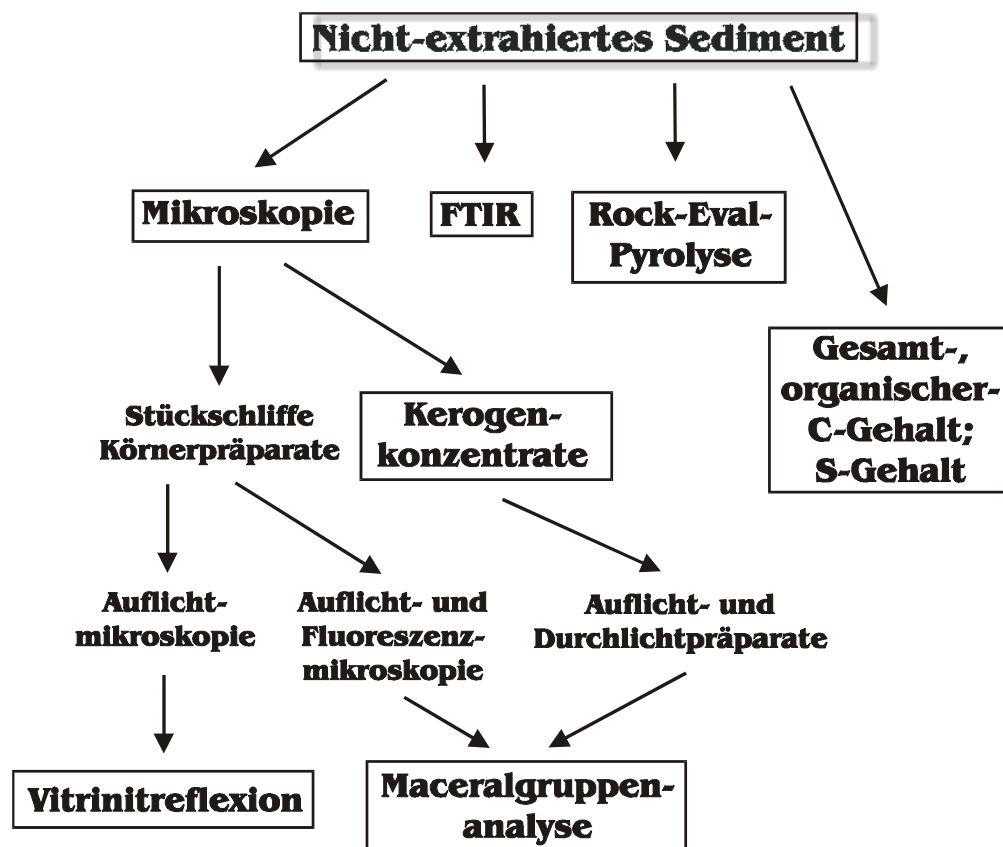 Nicht-extrahiertes Sediment
Mikroskopie
FTIR
Rock-Eval-
Pyrolyse
Gesamt-,
organischer-
C-Gehalt;
S-Gehalt
Stückschliffe
Körnerpräparate
Kerogen-
konzentrate
Auflicht-
mikroskopie
Auflicht- und
Fluoreszenz-
mikroskopie
Auflicht- und
Durchlichtpräparate
Vitrinitreflexion
Maceralgruppen-
analyse